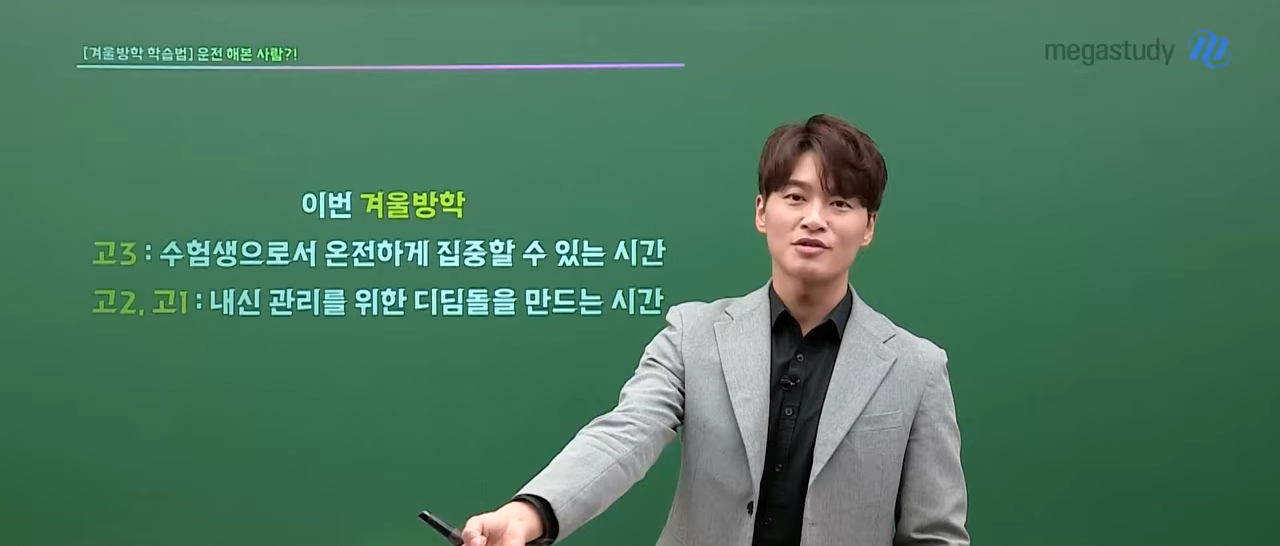 [겨울방학 학습법] 운전 해본 사람?!
megastudy
이번 겨울방학
고3 : 수험생으로서 온전하게 집중할 수 있는 시간
고2, 고1 : 내신 관리를 위한 디딤돌을 만드는 시간